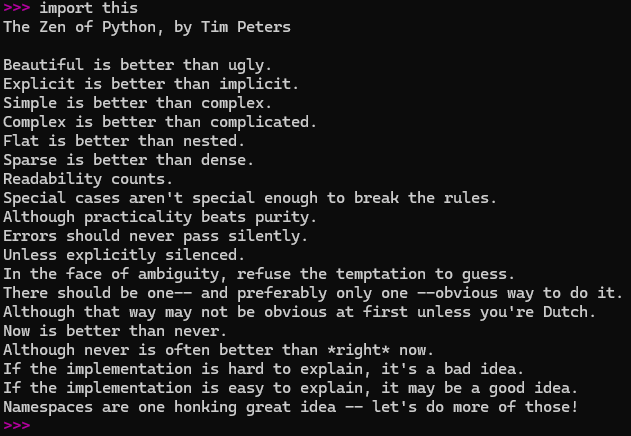 >>> import this
The Zen of Python, by Tim Peters

Beautiful is better than ugly.
Explicit is better than implicit.
Simple is better than complex.
Complex is better than complicated.
Flat is better than nested.
Sparse is better than dense.
Readability counts.
Special cases aren't special enough to break the rules.
Although practicality beats purity.
Errors should never pass silently.
Unless explicitly silenced.
In the face of ambiguity, refuse the temptation to guess.
There should be one-- and preferably only one --obvious way to do it.
Although that way may not be obvious at first unless you're Dutch.
Now is better than never.
Although never is often better than *right* now.
If the implementation is hard to explain, it's a bad idea.
If the implementation is easy to explain, it may be a good idea.
Namespaces are one honking great idea -- let's do more of those!
>>>